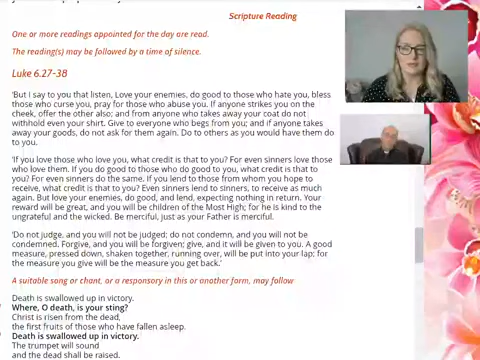 Scripture Reading
One or more readings appointed for the day are read.
The reading(s) may be followed by a time of silence.
Luke 6.27-38
'But I say to you that listen, Love your enemies, do good to those who hate you, bless
those who curse you, pray for those who abuse you. If anyone strikes you on the
cheek, offer the other also; and from anyone who takes away your coat do not
withhold even your shirt. Give to everyone who begs from you; and if anyone takes
away your goods, do not ask for them again. Do to others as you would have them do
to you.
'If you love those who love you, what credit is that to you? For even sinners love those
who love them. If you do good to those who do good to you, what credit is that to
you? For even sinners do the same. If you lend to those from whom you hope to
receive, what credit is that to you? Even sinners lend to sinners, to receive as much
again. But love your enemies, do good, and lend, expecting nothing in return. Your
reward will be great, and you will be children of the Most High; for he is kind to the
ungrateful and the wicked. Be merciful, just as your Father is merciful.
'Do not judge, and you will not be judged; do not condemn, and you will not be
condemned. Forgive, and you will be forgiven; give, and it will be given to you. A good
measure, pressed down, shaken together, running over, will be put into your lap; for
the measure you give will be the measure you get back.'
A suitable song or chant, or a responsory in this or another form, may follow
Death is swallowed up in victory.
Where, O death, is your sting?
Christ is risen from the dead,
the first fruits of those who have fallen asleep.
Death is swallowed up in victory.
The trumpet will sound
and the dead shall be raised.